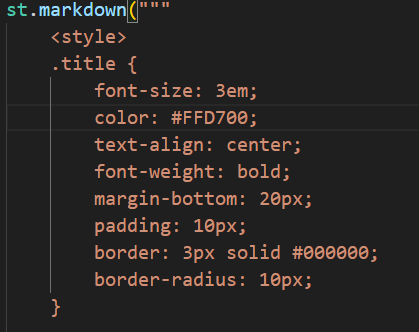 st.markdown("""
<style>
.title {
font-size: 3em;
color: #FFD700;
text-align: center;
font-weight: bold;
margin-bottom: 20px;
padding: 10px;
border: 3px solid #000000;
border-radius: 10px;
}